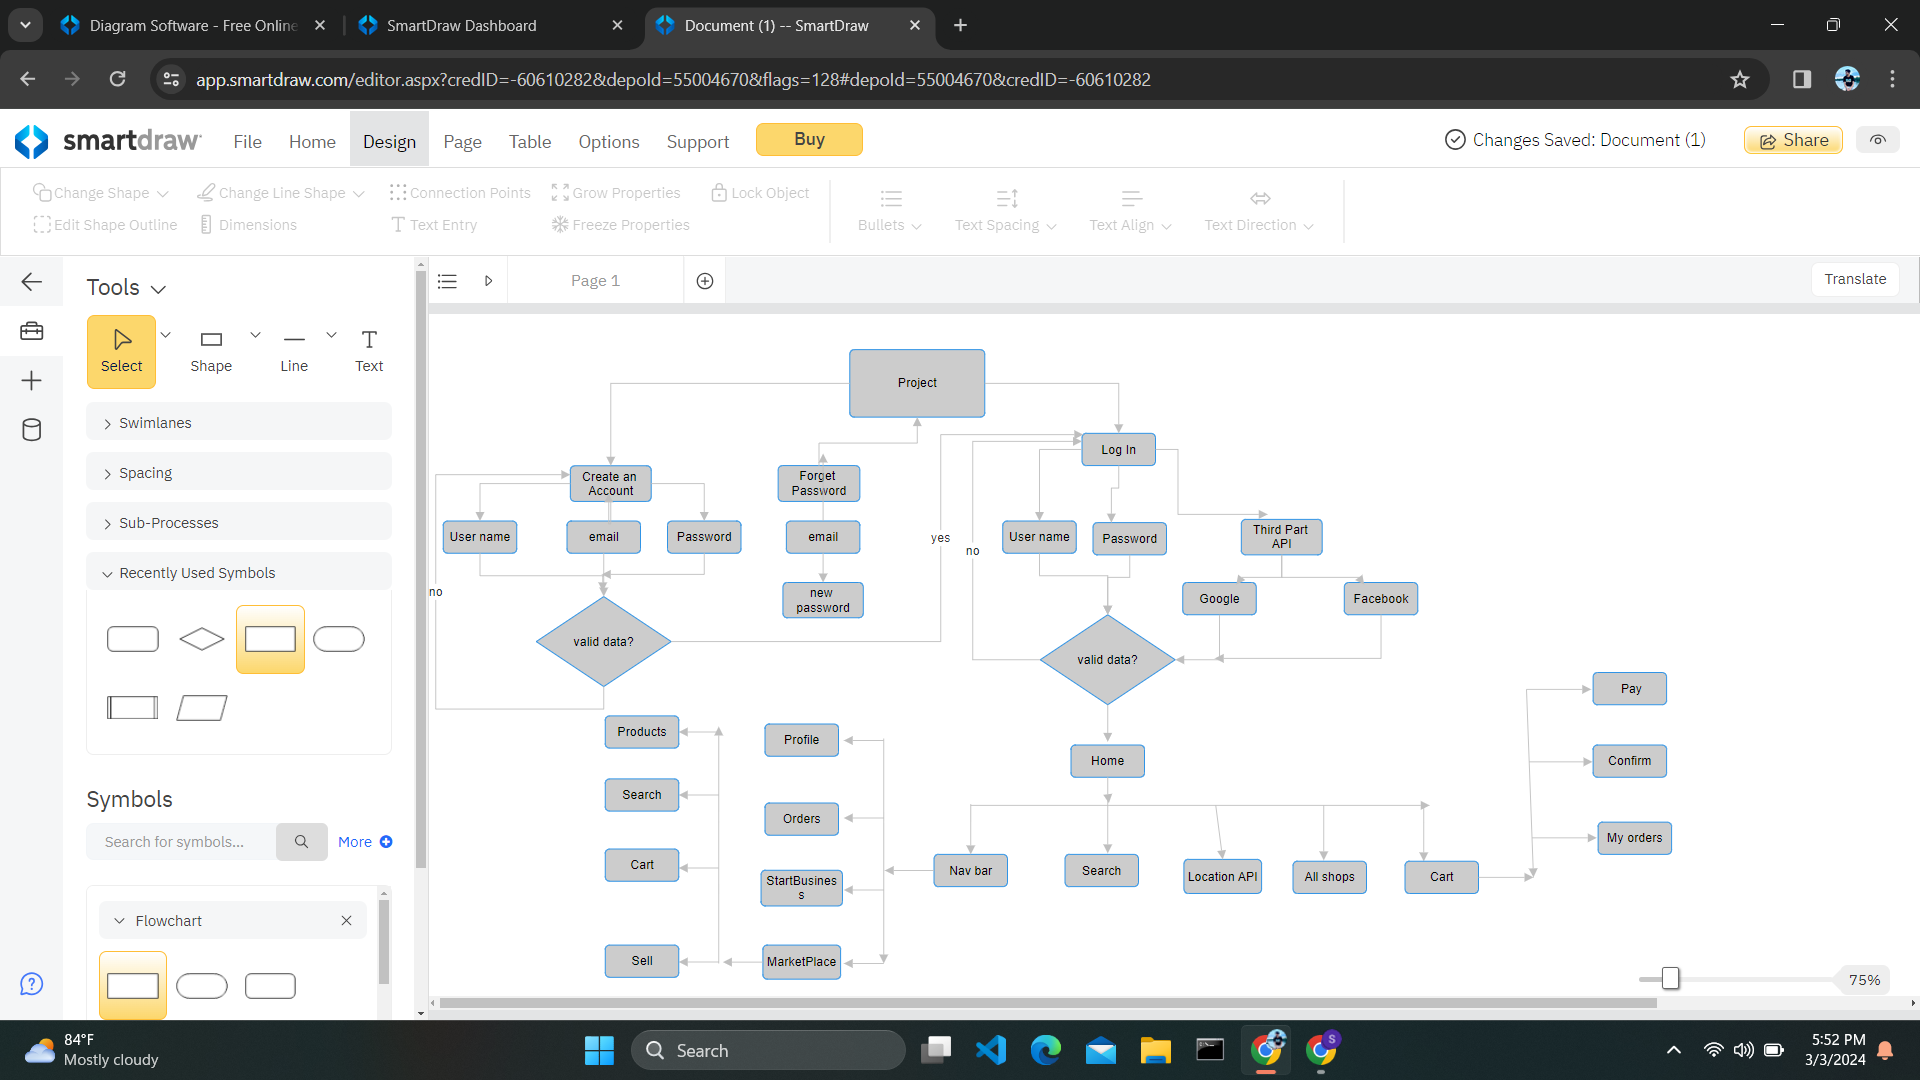 Diagram Software - Free Online
SmartDraw Dashboard
Document (1) -- SmartDraw
app.smartdraw.com/editor.aspx?credID=-60610282&depoId=55004670&flags=128#depoId=55004670&credID=-60610282
smartdraw
File
Home
Design
Page
Table
Options
Support
Buy
Changes Saved: Document (1)
Share
Change Shape
Change Line Shape
Connection Points
Grow Properties
Lock Object
Edit Shape Outline
Dimensions
Text Entry
Freeze Properties
Bullets
Text Spacing
Text Align
Text Direction
Tools
Select
Shape
Line
Text
Swimlanes
Spacing
Sub-Processes
Recently Used Symbols
Symbols
Search for symbols...
More
Flowchart
Page 1
Translate
Project
Create an
Account
Forget
Password
Log In
User name
email
Password
email
yes
no
User name
Password
Third Part
API
no
new
password
Google
Facebook
valid data?
valid data?
Products
Profile
Home
Pay
Confirm
Search
Orders
My orders
Cart
StartBusines
s
Nav bar
Search
Location API
All shops
Cart
Sell
MarketPlace
75%
84°F
Mostly cloudy
Search
S
5:52 PM
3/3/2024